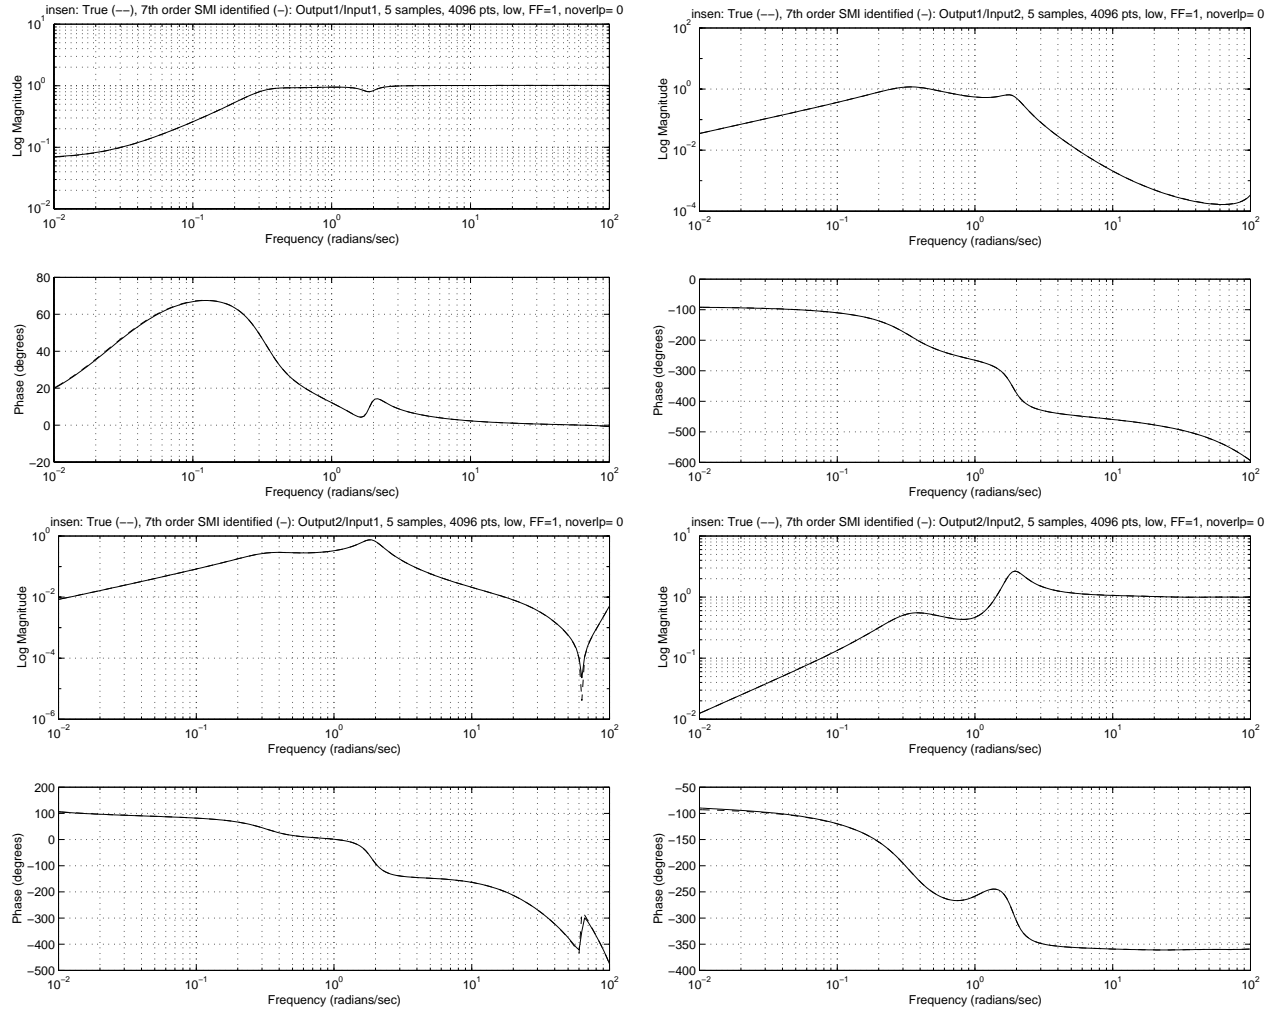 insen: True (−−), 7th order SMI identified (−): Output1/Input1, 5 samples, 4096 pts, low, FF=1, noverlp= 0
10^1
10^0
10^−1
10^−2
Log Magnitude
10^−2 10^−1 10^0 10^1 10^2
Frequency (radians/sec)
80
60
40
20
0
−20
Phase (degrees)
10^−2 10^−1 10^0 10^1 10^2
Frequency (radians/sec)
insen: True (−−), 7th order SMI identified (−): Output1/Input2, 5 samples, 4096 pts, low, FF=1, noverlp= 0
10^2
10^0
10^−2
10^−4
Log Magnitude
10^−2 10^−1 10^0 10^1 10^2
Frequency (radians/sec)
0
−100
−200
−300
−400
−500
−600
Phase (degrees)
10^−2 10^−1 10^0 10^1 10^2
Frequency (radians/sec)
insen: True (−−), 7th order SMI identified (−): Output2/Input1, 5 samples, 4096 pts, low, FF=1, noverlp= 0
10^0
10^−2
10^−4
10^−6
Log Magnitude
10^−2 10^−1 10^0 10^1 10^2
Frequency (radians/sec)
200
100
0
−100
−200
−300
−400
−500
Phase (degrees)
10^−2 10^−1 10^0 10^1 10^2
Frequency (radians/sec)
insen: True (−−), 7th order SMI identified (−): Output2/Input2, 5 samples, 4096 pts, low, FF=1, noverlp= 0
10^1
10^0
10^−1
10^−2
Log Magnitude
10^−2 10^−1 10^0 10^1 10^2
Frequency (radians/sec)
−50
−100
−150
−200
−250
−300
−350
−400
Phase (degrees)
10^−2 10^−1 10^0 10^1 10^2
Frequency (radians/sec)